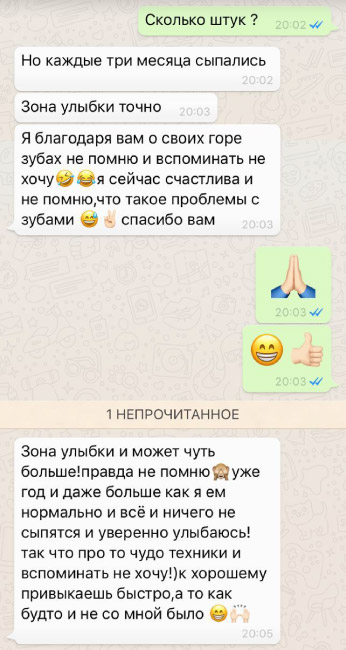 Сколько штук ?
20:02
Но каждые три месяца сыпались
20:02
Зона улыбки точно
20:03
Я благодаря вам о своих горе
зубах не помню и вспоминать не
хочу🤣😂я сейчас счастлива и
не помню,что такое проблемы с
зубами 😅✌🏻спасибо вам
20:03
🙏🏻
20:03
😁👍🏻
20:03
1 НЕПРОЧИТАННОЕ
Зона улыбки и может чуть
больше!правда не помню🙈уже
год и даже больше как я ем
нормально и всё и ничего не
сыпятся и уверенно улыбаюсь!
так что про то чудо техники и
вспоминать не хочу!)к хорошему
привыкаешь быстро,а то как
будто и не со мной было 😁🙌🏻
20:05